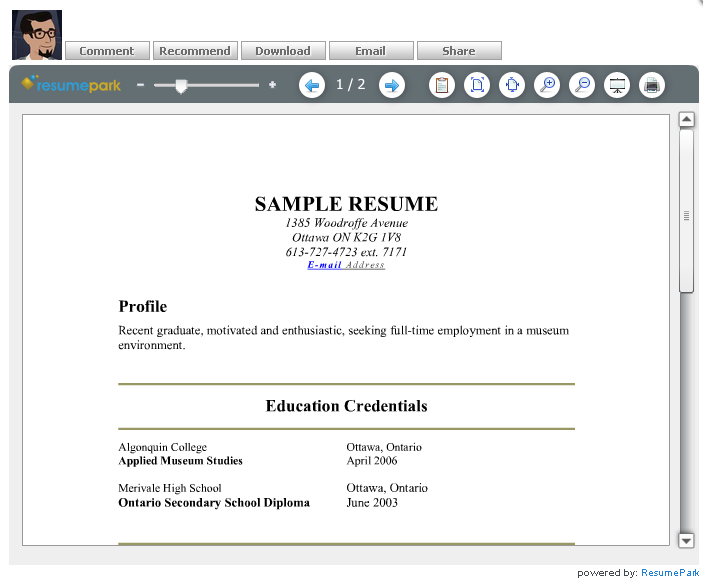 Comment Recommend Download Email Share
resumepark - + 1 / 2
SAMPLE RESUME
1385 Woodroffe Avenue
Ottawa ON K2G 1V8
613-727-4723 ext. 7171
E-mail Address
Profile
Recent graduate, motivated and enthusiastic, seeking full-time employment in a museum
environment.
Education Credentials
Algonquin College Ottawa, Ontario
Applied Museum Studies April 2006
Merivale High School Ottawa, Ontario
Ontario Secondary School Diploma June 2003
powered by: ResumePark